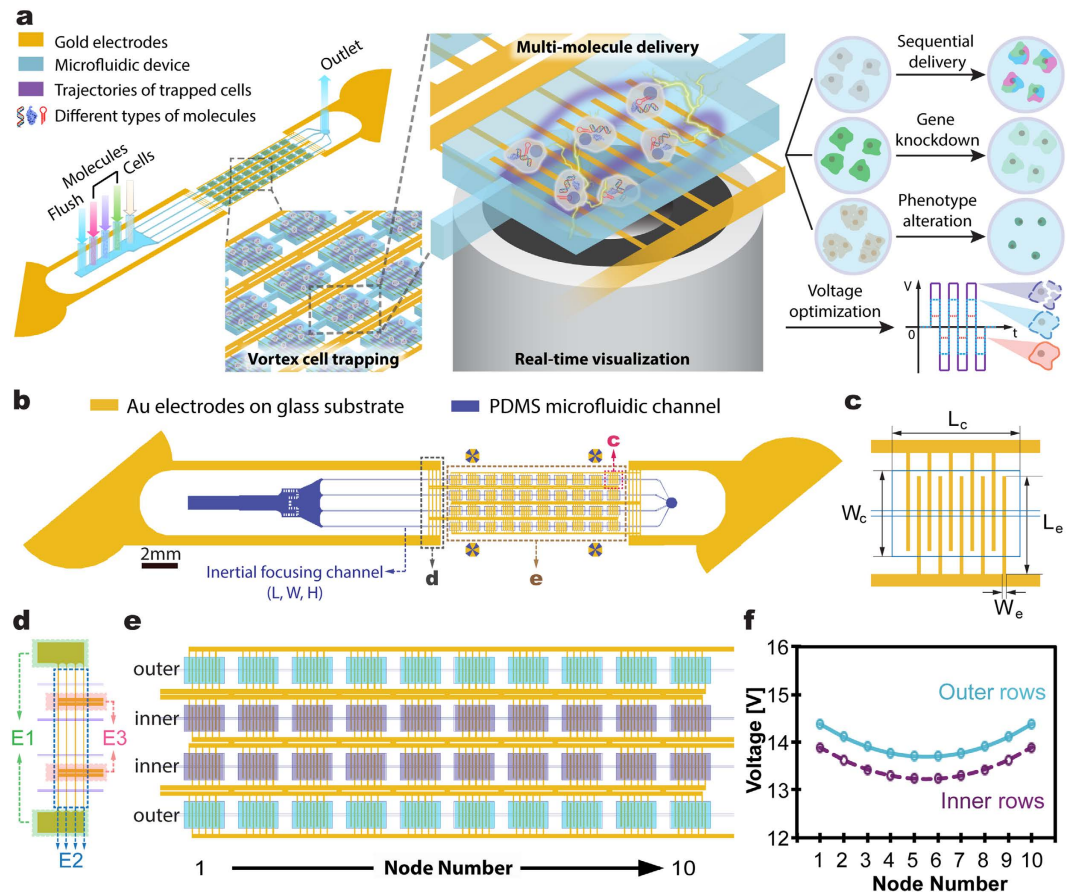 a
Gold electrodes
Microfluidic device
Trajectories of trapped cells
Different types of molecules
Outlet
Molecules
Cells
Flush
Vortex cell trapping
Multi-molecule delivery
Real-time visualization
Sequential
delivery
Gene
knockdown
Phenotype
alteration
Voltage
optimization
V
0
t
b
Au electrodes on glass substrate
PDMS microfluidic channel
c
2mm
Inertial focusing channel
(L, W, H)
d
e
c
Lc
Wc
Le
We
d
E1
E3
E2
e
outer
inner
inner
outer
1
Node Number
10
f
16
15
14
13
12
Voltage [V]
Outer rows
Inner rows
1 2 3 4 5 6 7 8 9 10
Node Number